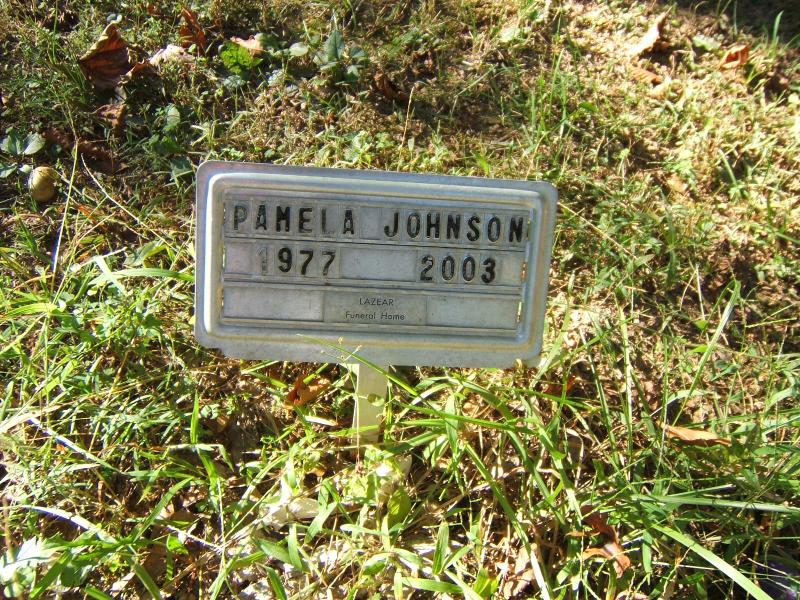 PAMELA JOHNSON
1977 2003
LAZEAR
Funeral Home